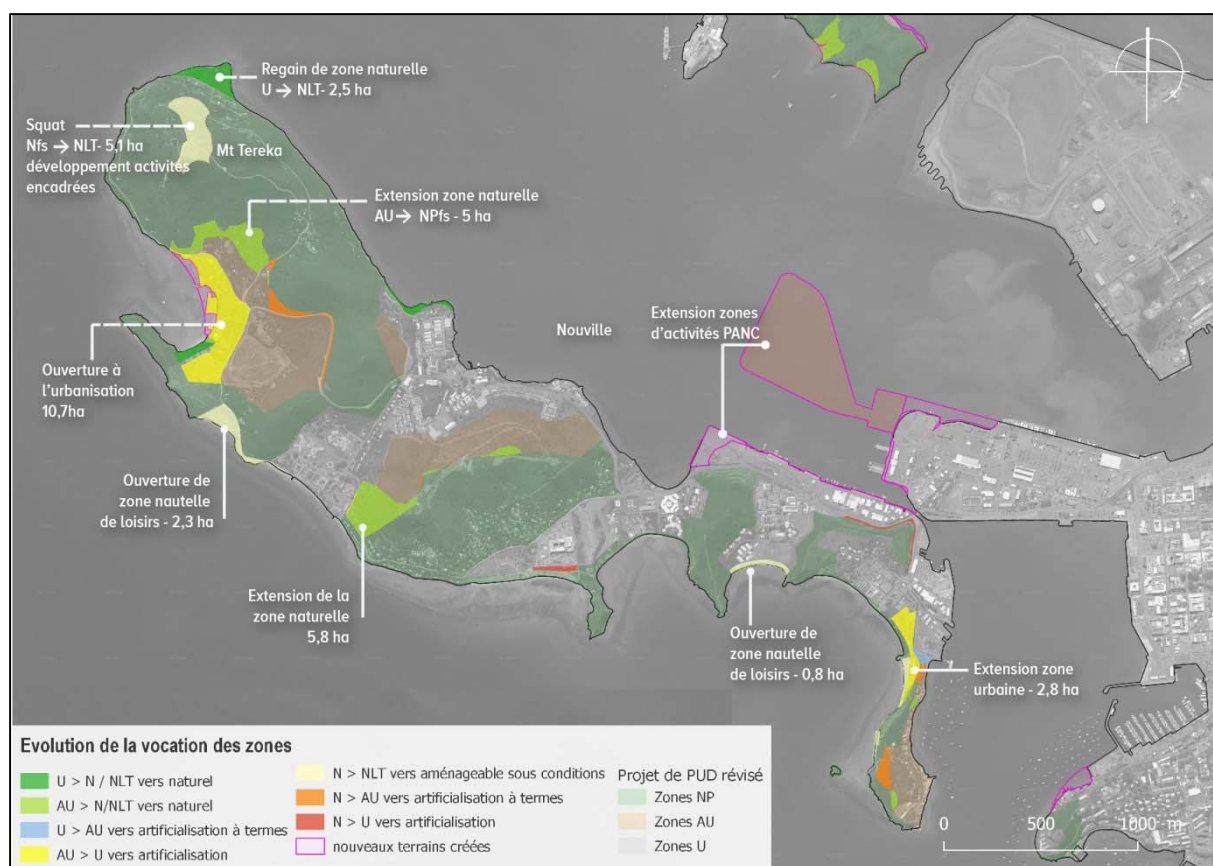 Regain de zone naturelle
U → NLT- 2,5 ha
Squat
Nfs → NLT- 5,1 ha
développement activités
encadrées
Mt Tereka
Extension zone naturelle
AU → NPfs - 5 ha
Nouville
Extension zones
d'activités PANC
Ouverture à
l'urbanisation
10,7ha
Ouverture de
zone nautelle
de loisirs - 2,3 ha
Extension de la
zone naturelle
5,8 ha
Ouverture de
zone nautelle
de loisirs - 0,8 ha
Extension zone
urbaine - 2,8 ha
Evolution de la vocation des zones
U > N / NLT vers naturel
AU > N/NLT vers naturel
U > AU vers artificialisation à termes
AU > U vers artificialisation
N > NLT vers aménageable sous conditions
N > AU vers artificialisation à termes
N > U vers artificialisation
nouveaux terrains créées
Projet de PUD révisé
Zones NP
Zones AU
Zones U
0 500 1000 m